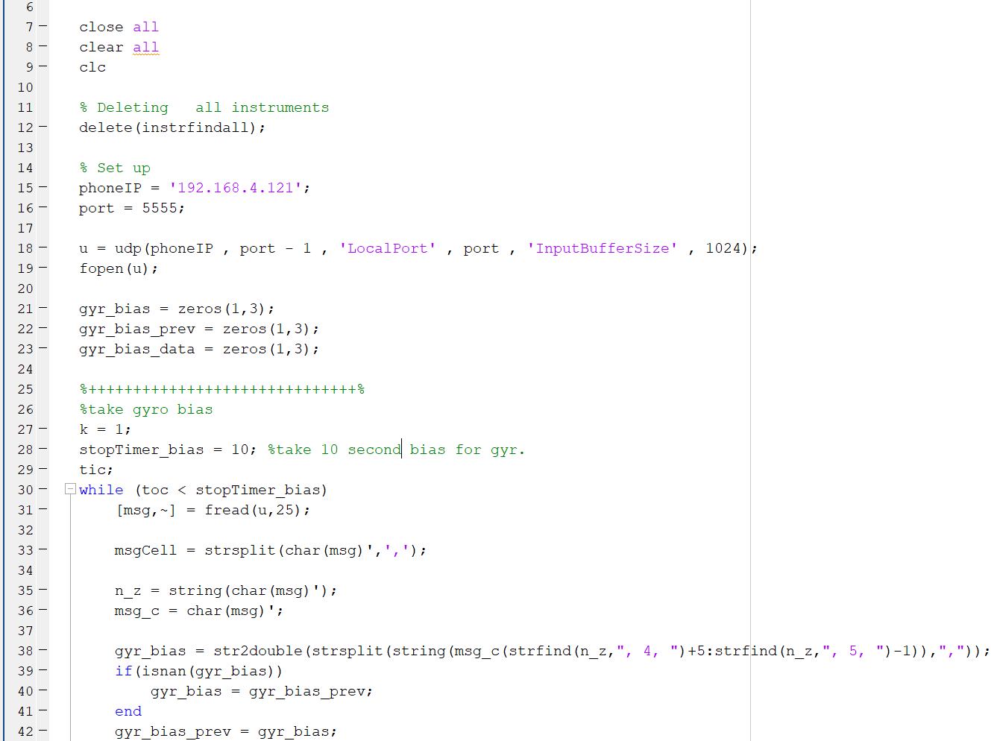 6
7 close all
8 clear all
9 clc
10
11 % Deleting   all instruments
12 delete(instrfindall);
13
14 % Set up
15 phoneIP = '192.168.4.121';
16 port = 5555;
17
18 u = udp(phoneIP , port - 1 , 'LocalPort' , port , 'InputBufferSize' , 1024);
19 fopen(u);
20
21 gyr_bias = zeros(1,3);
22 gyr_bias_prev = zeros(1,3);
23 gyr_bias_data = zeros(1,3);
24
25 %++++++++++++++++++++++++++++++%
26 %take gyro bias
27 k = 1;
28 stopTimer_bias = 10; %take 10 second bias for gyr.
29 tic;
30 while (toc < stopTimer_bias)
31     [msg,~] = fread(u,25);
32
33     msgCell = strsplit(char(msg)',',');
34
35     n_z = string(char(msg)');
36     msg_c = char(msg)';
37
38     gyr_bias = str2double(strsplit(string(msg_c(strfind(n_z,", 4, ")+5:strfind(n_z,", 5, ")-1)),","));
39     if(isnan(gyr_bias))
40         gyr_bias = gyr_bias_prev;
41     end
42     gyr_bias_prev = gyr_bias;